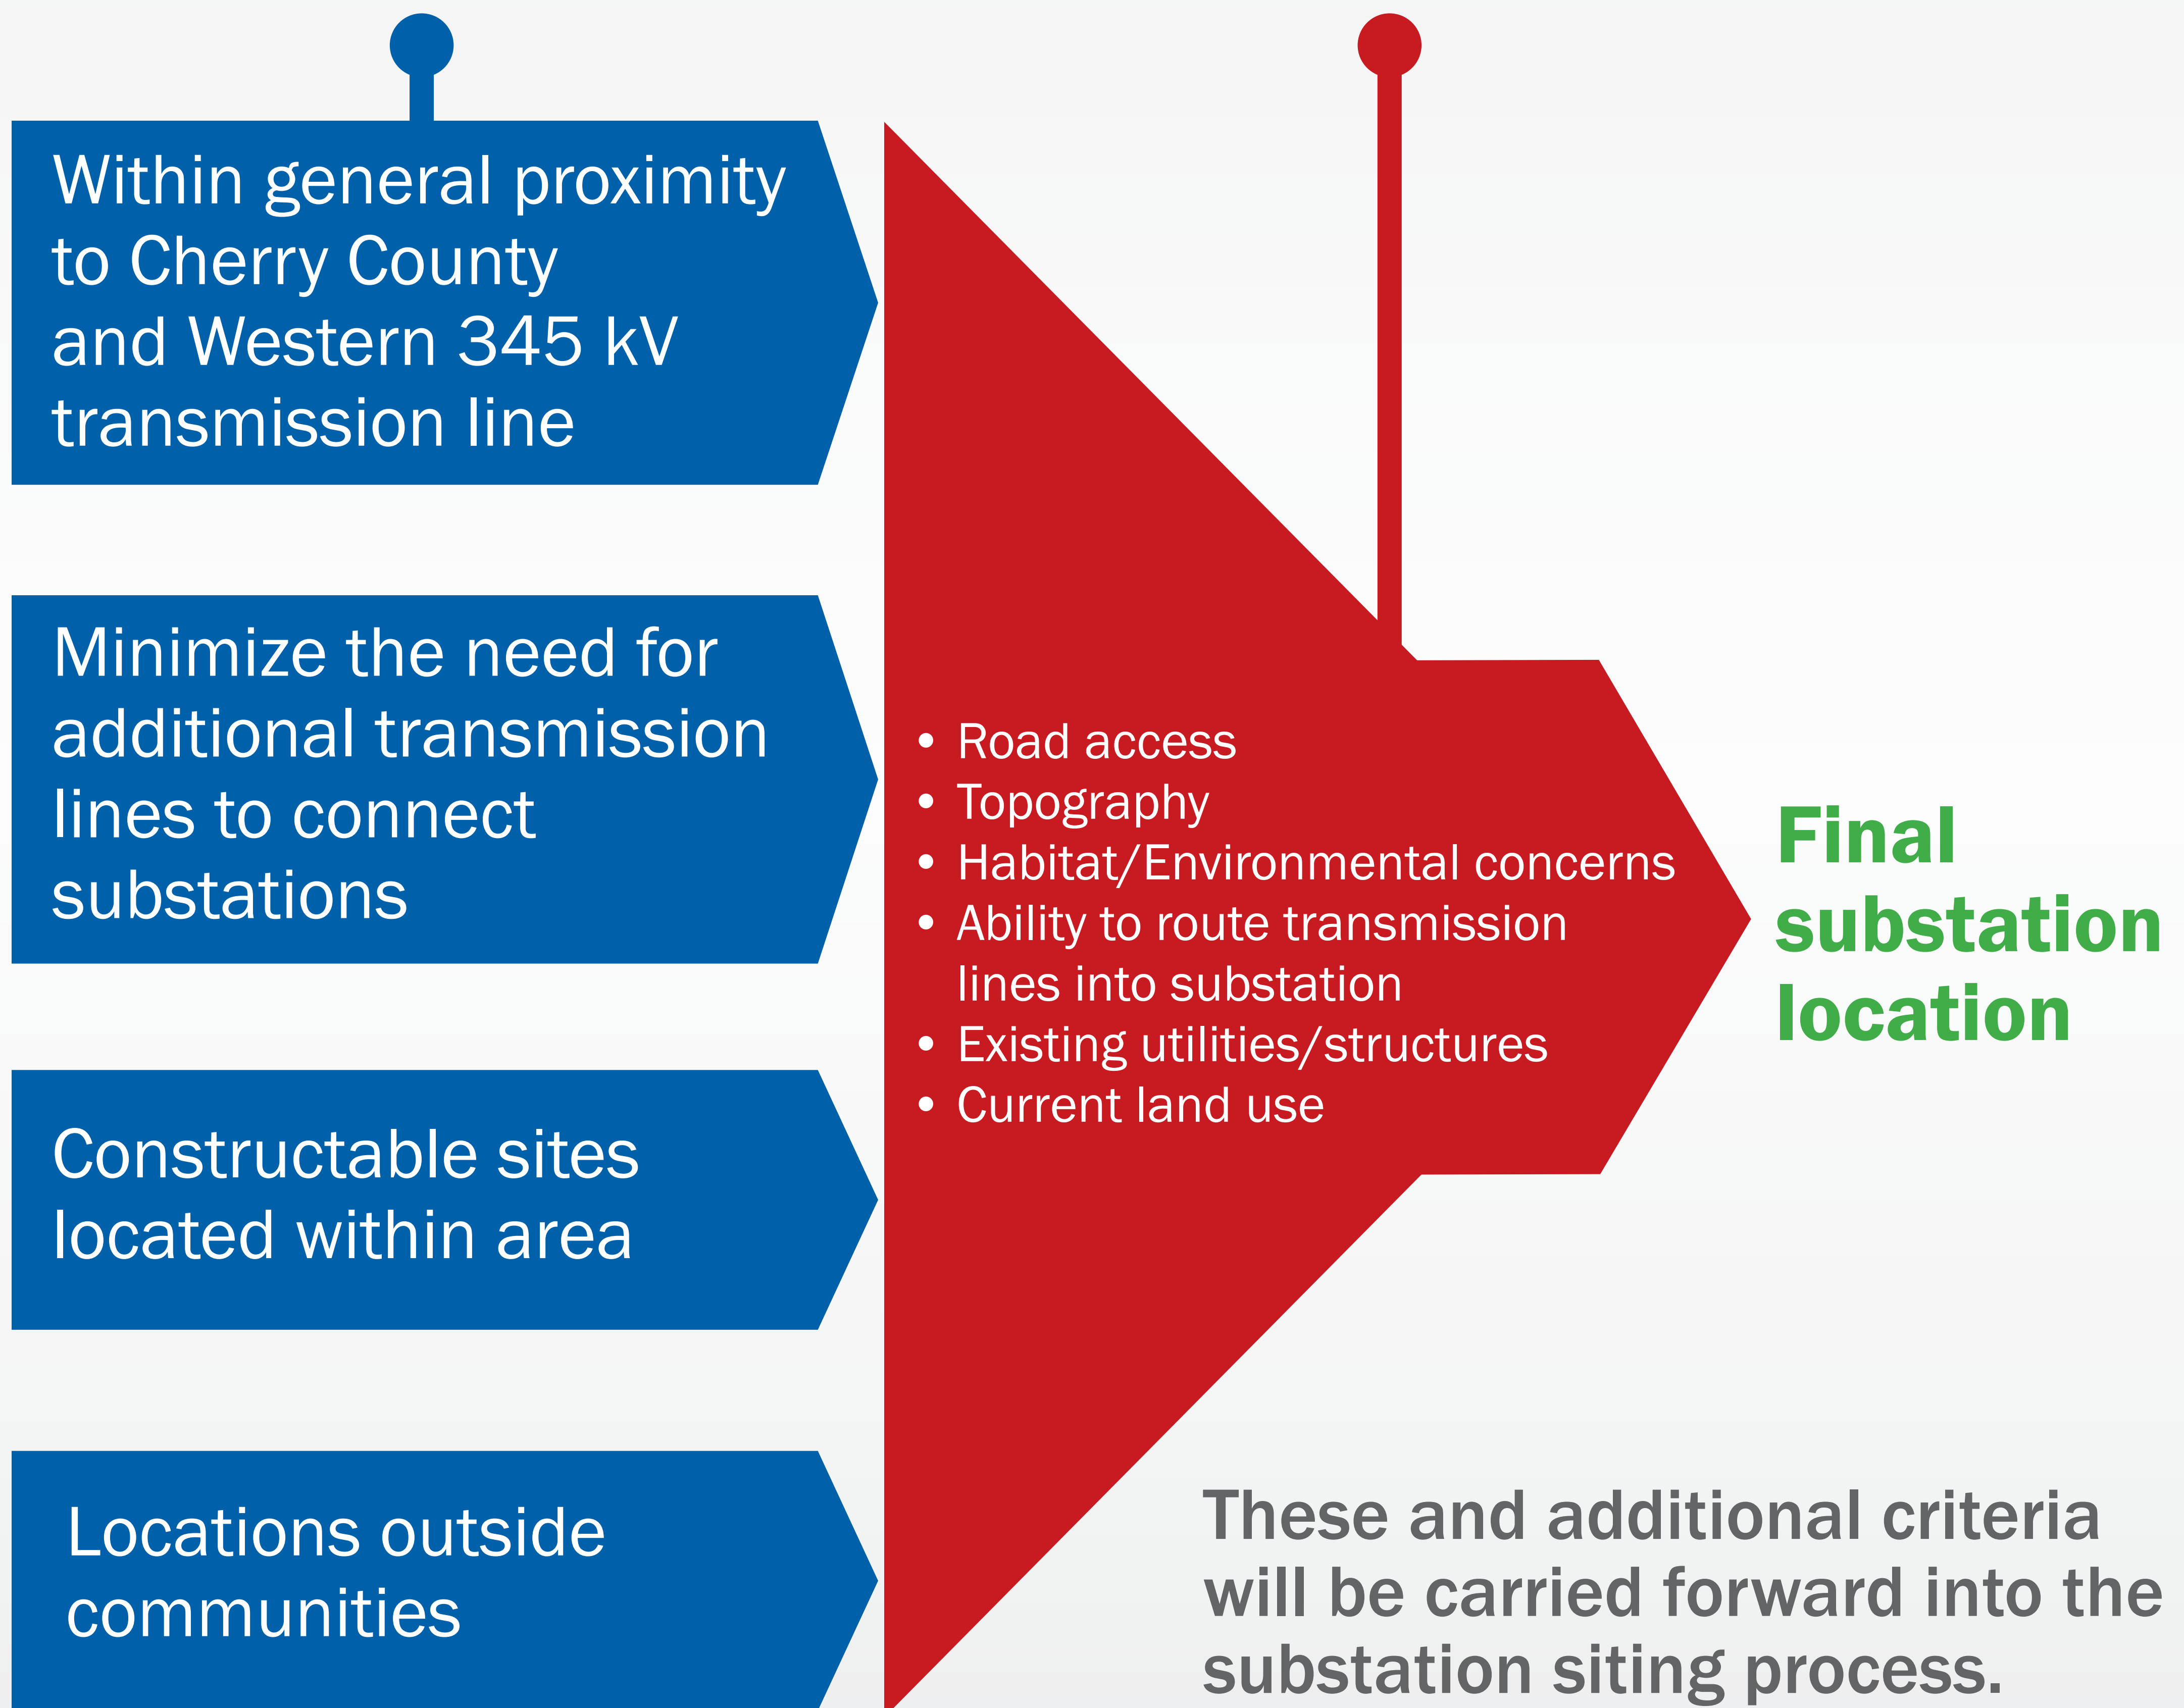 Within general proximity
to Cherry County
and Western 345 kV
transmission line
Minimize the need for
additional transmission
lines to connect
substations
Constructable sites
located within area
Locations outside
communities
• Road access
• Topography
• Habitat/Environmental concerns
• Ability to route transmission
lines into substation
• Existing utilities/structures
• Current land use
Final
substation
location
These and additional criteria
will be carried forward into the
substation siting process.